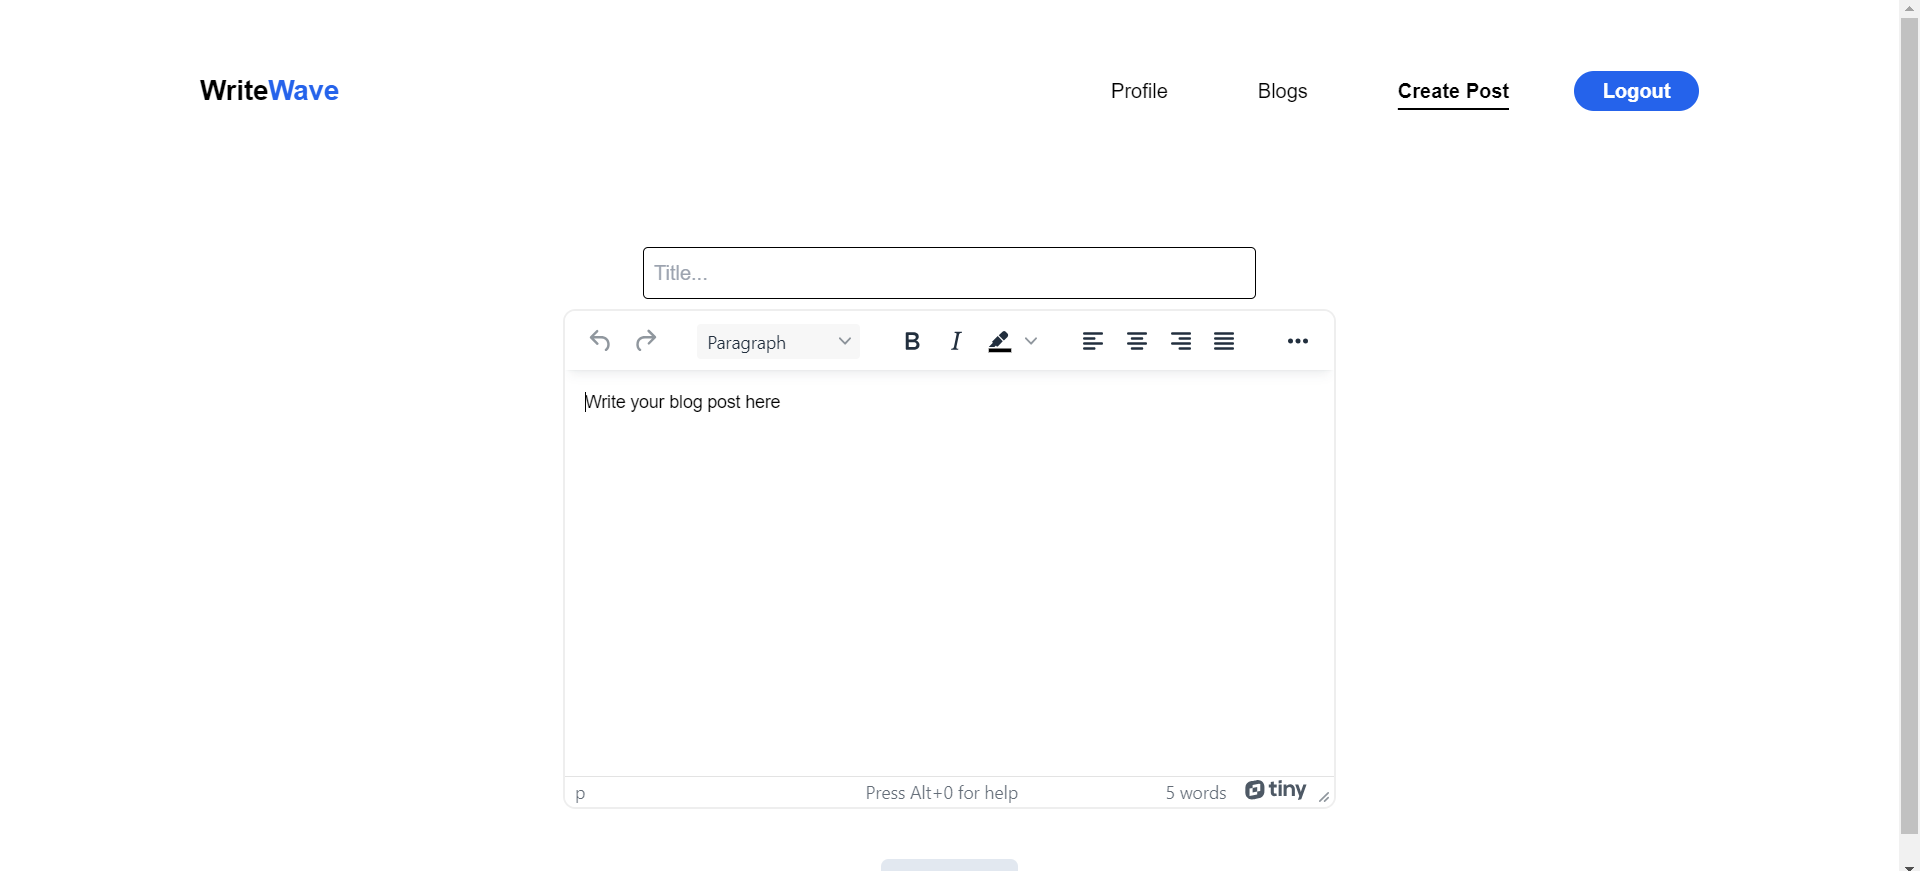 WriteWave
Profile Blogs Create Post Logout
Title...
Paragraph B I
Write your blog post here
p Press Alt+0 for help 5 words tiny